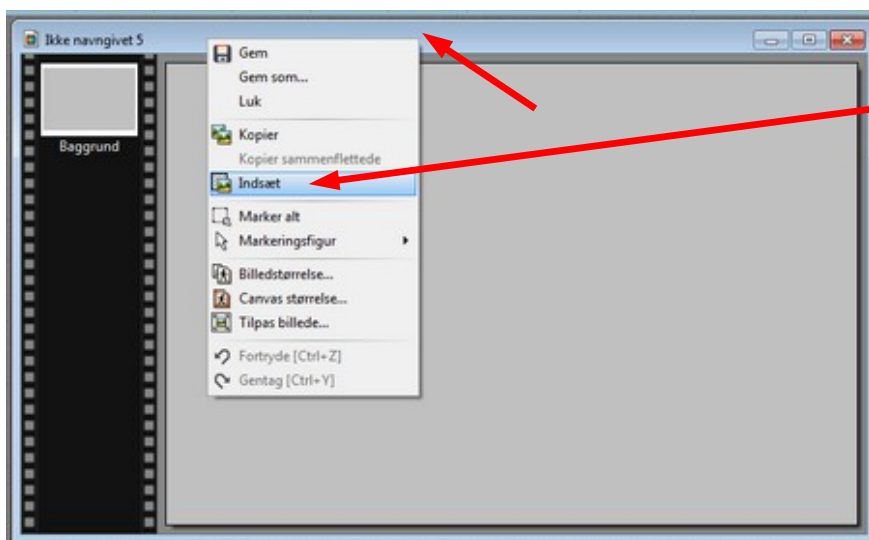 Ikke navngivet 5
Baggrund
Gem
Gem som...
Luk
Kopier
Kopier sammenflettede
Indsæt
Marker alt
Markeringsfigur
Billedstørrelse...
Canvas størrelse...
Tilpas billede...
Fortryde [Ctrl+Z]
Gentag [Ctrl+Y]